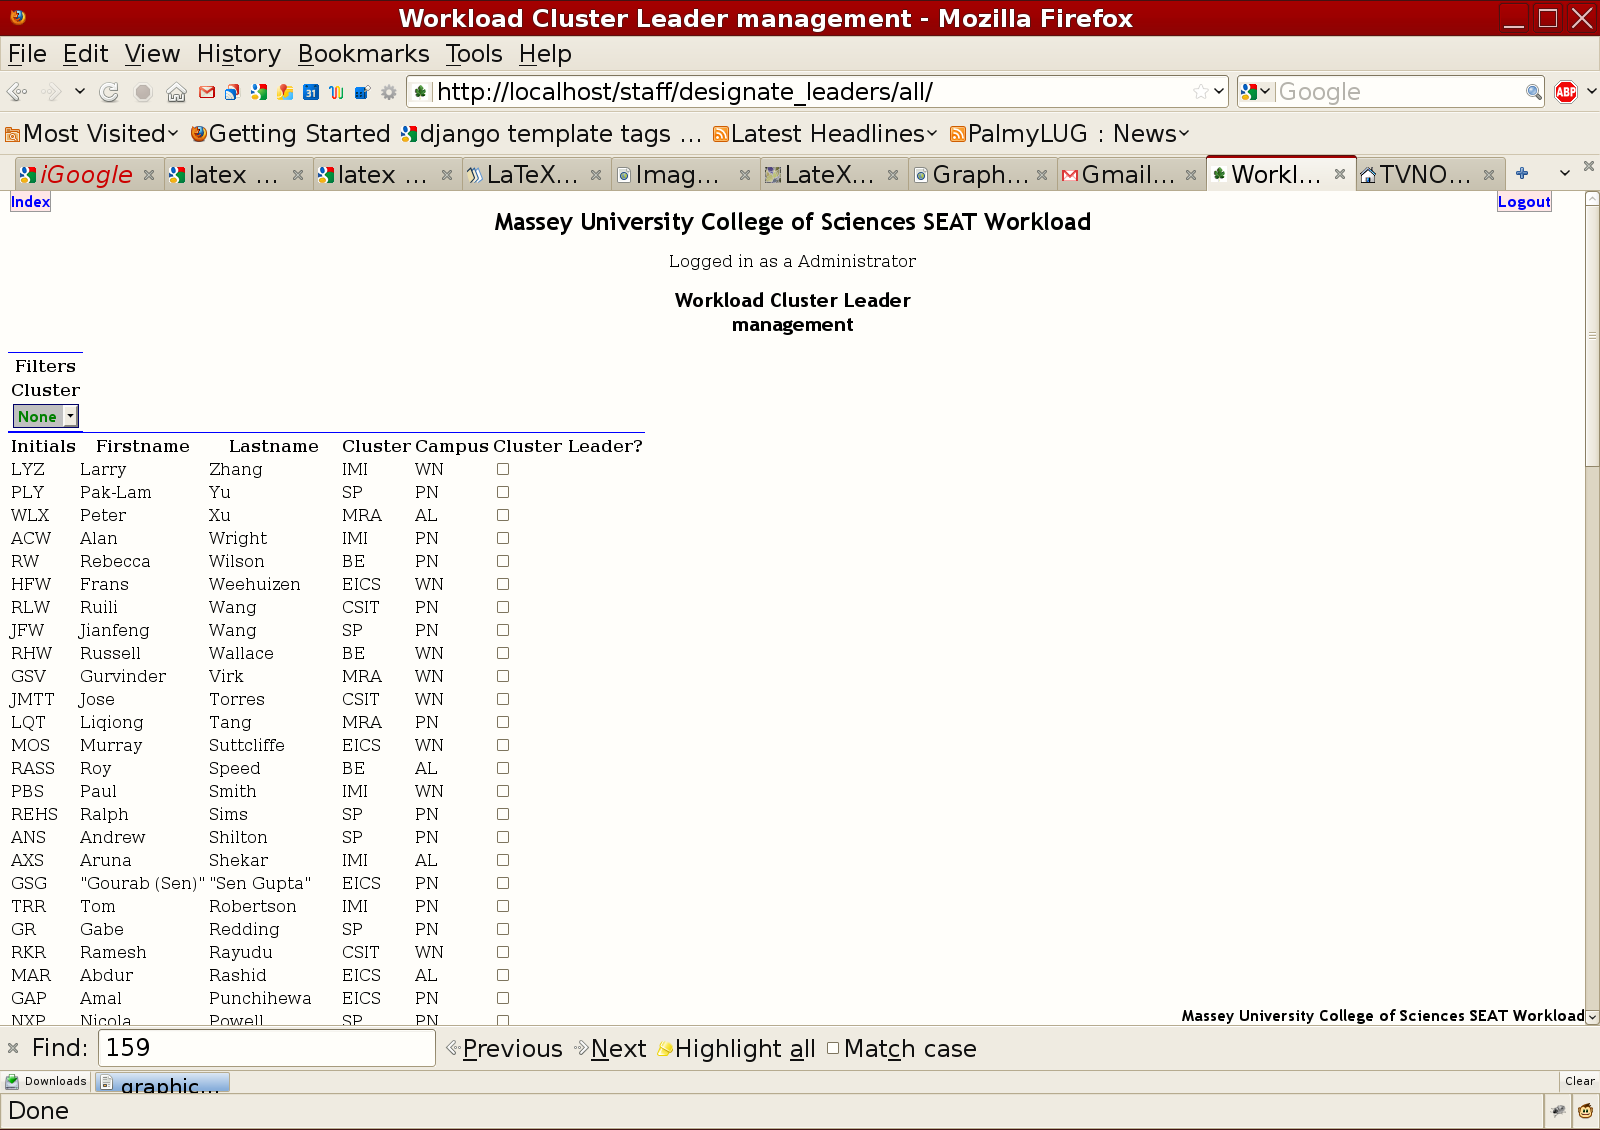 Workload Cluster Leader management - Mozilla Firefox
File Edit View History Bookmarks Tools Help
http://localhost/staff/designate_leaders/all/ Google ABP
31
Most Visited Getting Started django template tags ... Latest Headlines PalmyLUG : News
iGoogle latex ... latex ... LaTeX... Imag... LateX... Graph... Gmail... Workl... TVNO...
Index Logout
Massey University College of Sciences SEAT Workload
Logged in as a Administrator
Workload Cluster Leader
management
Filters
Cluster
None
Initials Firstname Lastname Cluster Campus Cluster Leader?
LYZ Larry Zhang IMI WN
PLY Pak-Lam Yu SP PN
WLX Peter Xu MRA AL
ACW Alan Wright IMI PN
RW Rebecca Wilson BE PN
HFW Frans Weehuizen EICS WN
RLW Ruili Wang CSIT PN
JFW Jianfeng Wang SP PN
RHW Russell Wallace BE WN
GSV Gurvinder Virk MRA WN
JMTT Jose Torres CSIT WN
LQT Liqiong Tang MRA PN
MOS Murray Suttcliffe EICS WN
RASS Roy Speed BE AL
PBS Paul Smith IMI WN
REHS Ralph Sims SP PN
ANS Andrew Shilton SP PN
AXS Aruna Shekar IMI AL
GSG "Gourab (Sen)" "Sen Gupta" EICS PN
TRR Tom Robertson IMI PN
GR Gabe Redding SP PN
RKR Ramesh Rayudu CSIT WN
MAR Abdur Rashid EICS AL
GAP Amal Punchihewa EICS PN
NXP Nicola Powell SP PN
Massey University College of Sciences SEAT Workload
Find: 159 Previous Next Highlight all Match case
Downloads graphic... Clear
Done